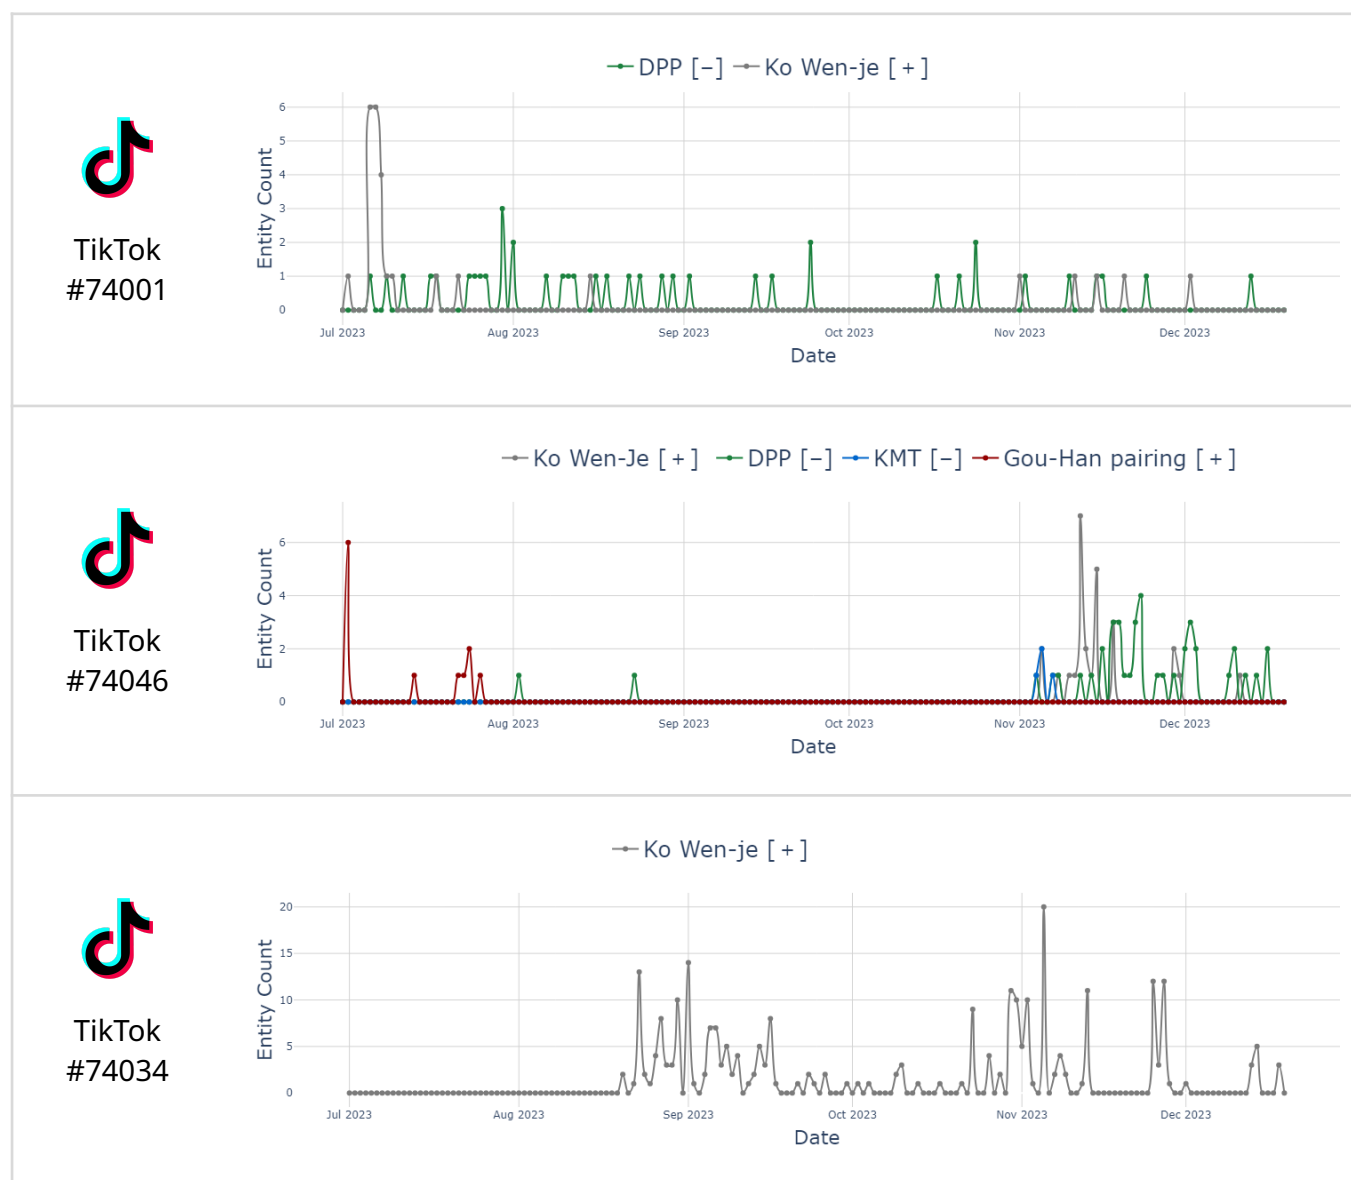 DPP [−] Ko Wen-je [+]
6
5
4
3
2
1
0
Entity Count
Jul 2023 Aug 2023 Sep 2023 Oct 2023 Nov 2023 Dec 2023
Date
TikTok
#74001
Ko Wen-Je [+] DPP [−] KMT [−] Gou-Han pairing [+]
6
4
2
0
Entity Count
Jul 2023 Aug 2023 Sep 2023 Oct 2023 Nov 2023 Dec 2023
Date
TikTok
#74046
Ko Wen-je [+]
20
15
10
5
0
Entity Count
Jul 2023 Aug 2023 Sep 2023 Oct 2023 Nov 2023 Dec 2023
Date
TikTok
#74034